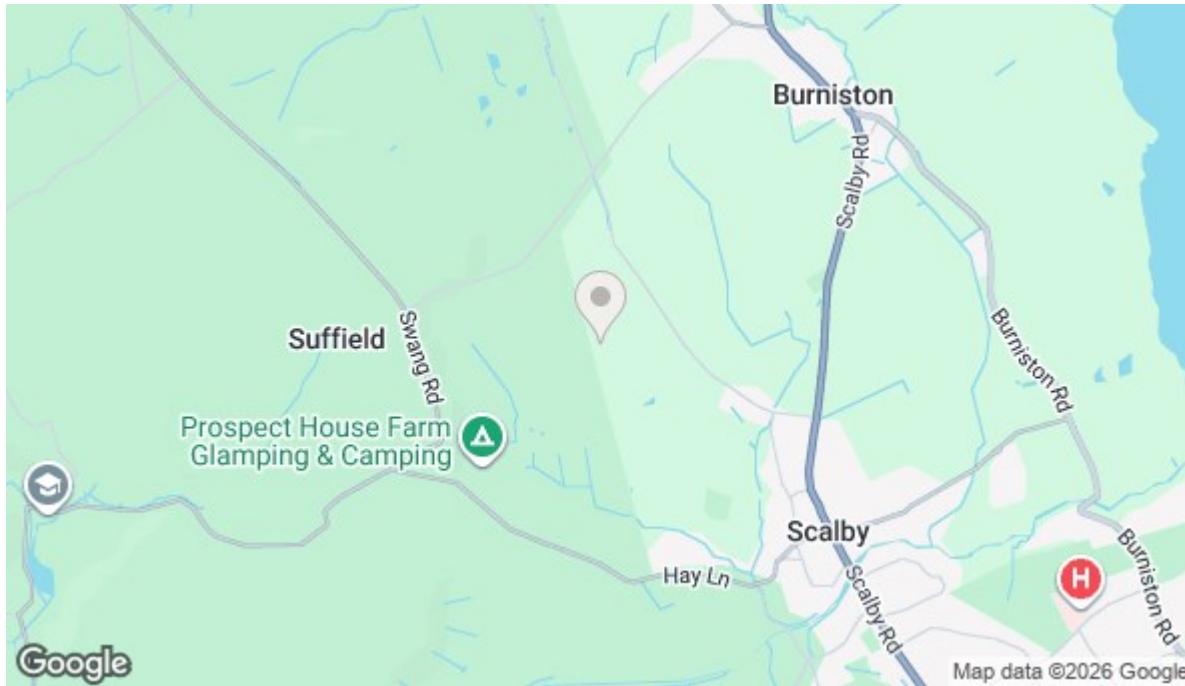 Burniston
Scalby Rd
Suffield
Swang Rd
Burniston Rd
Prospect House Farm
Glamping & Camping
Scalby
H
Hay Ln
Scalby Rd
Burniston Rd
Google
Map data ©2026 Google